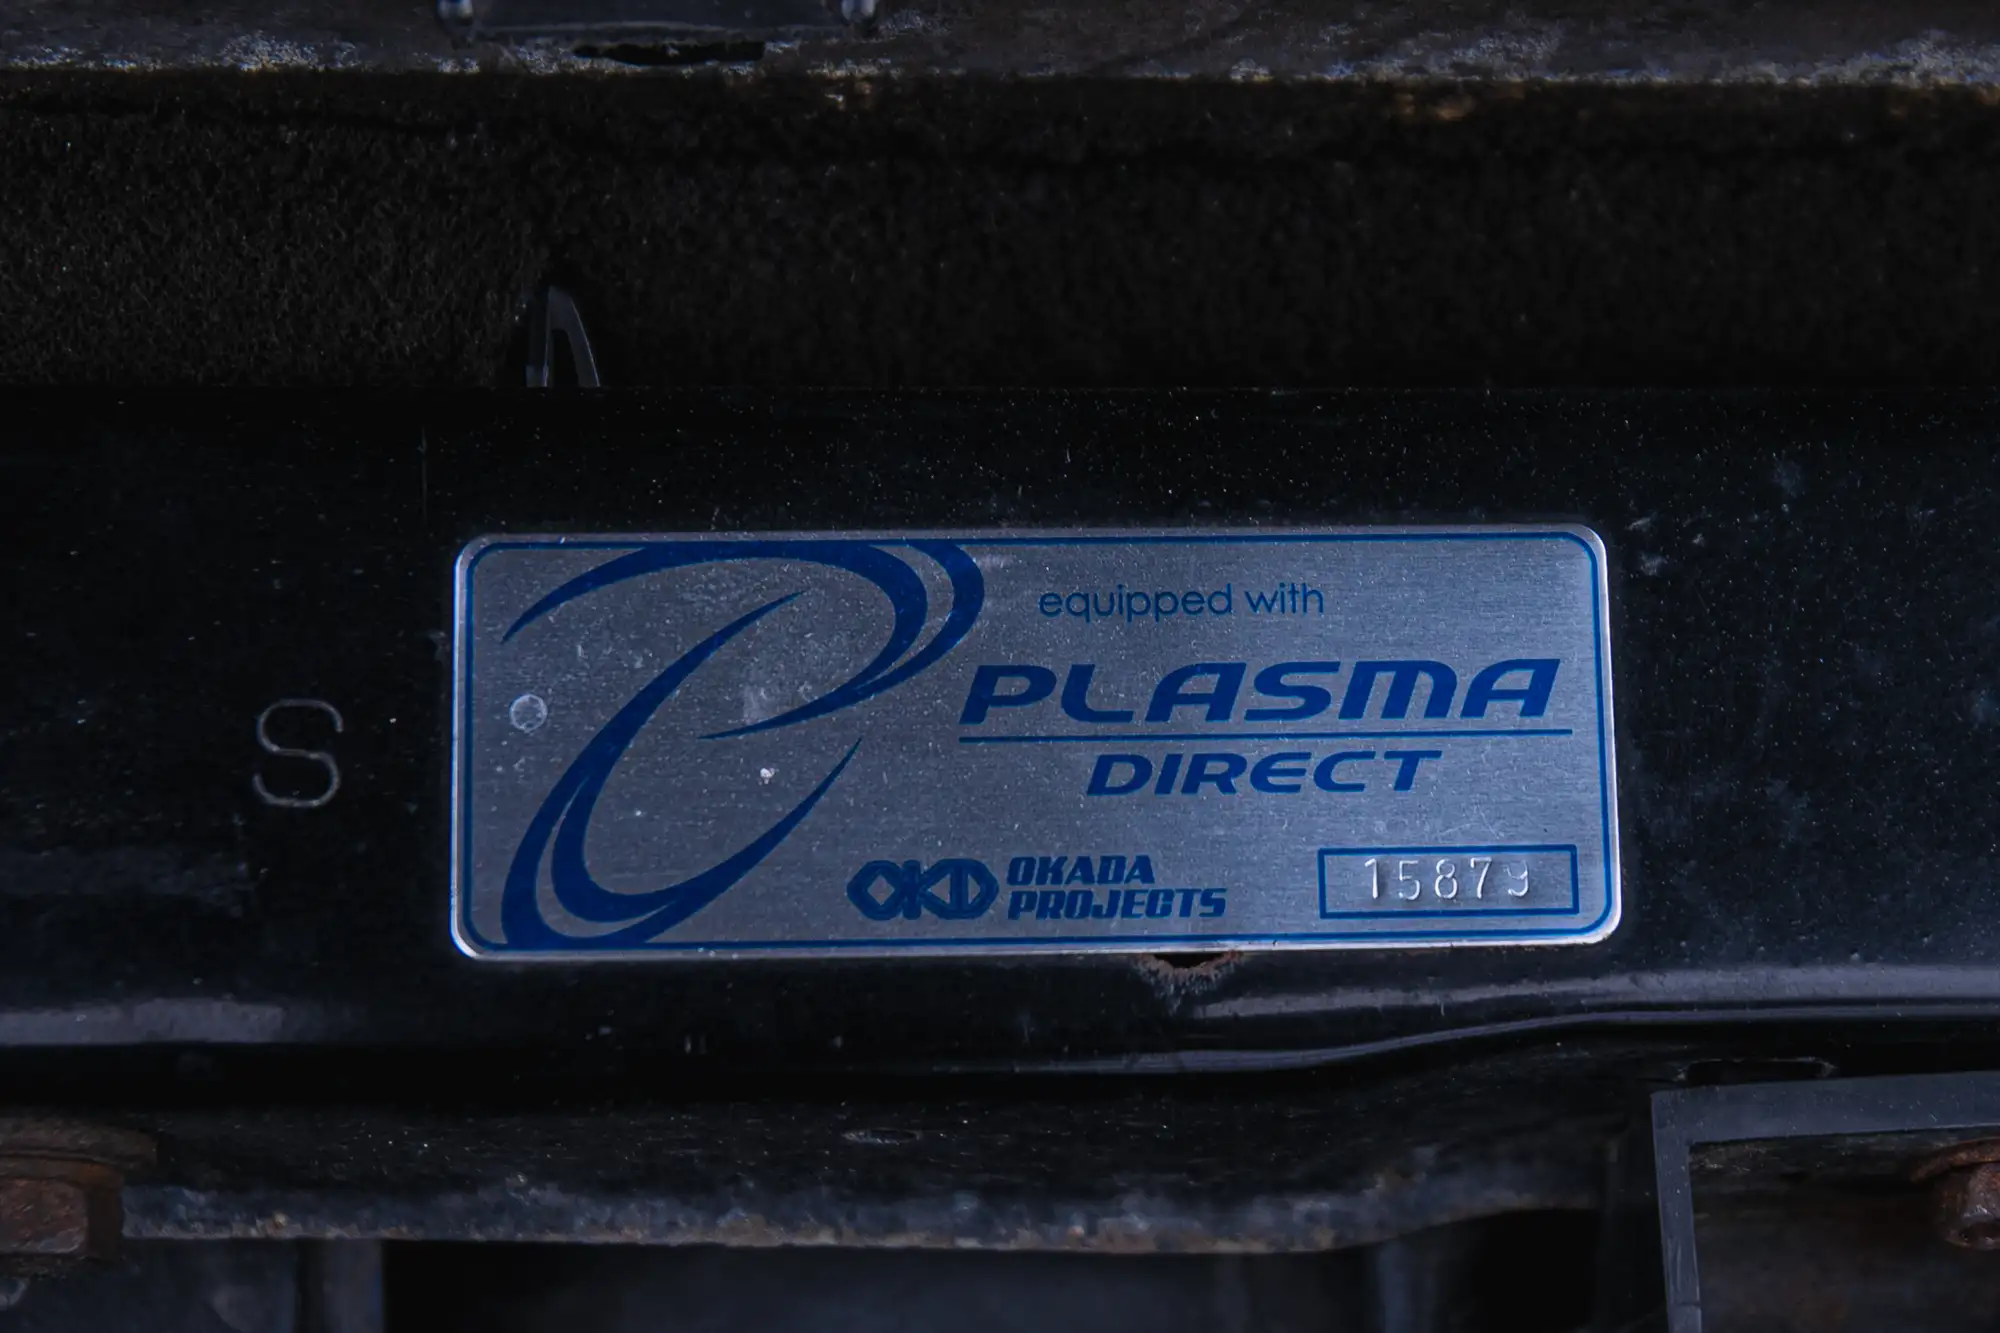 S
equipped with
PLASMA
DIRECT
OKD OKADA
PROJECTS
15879